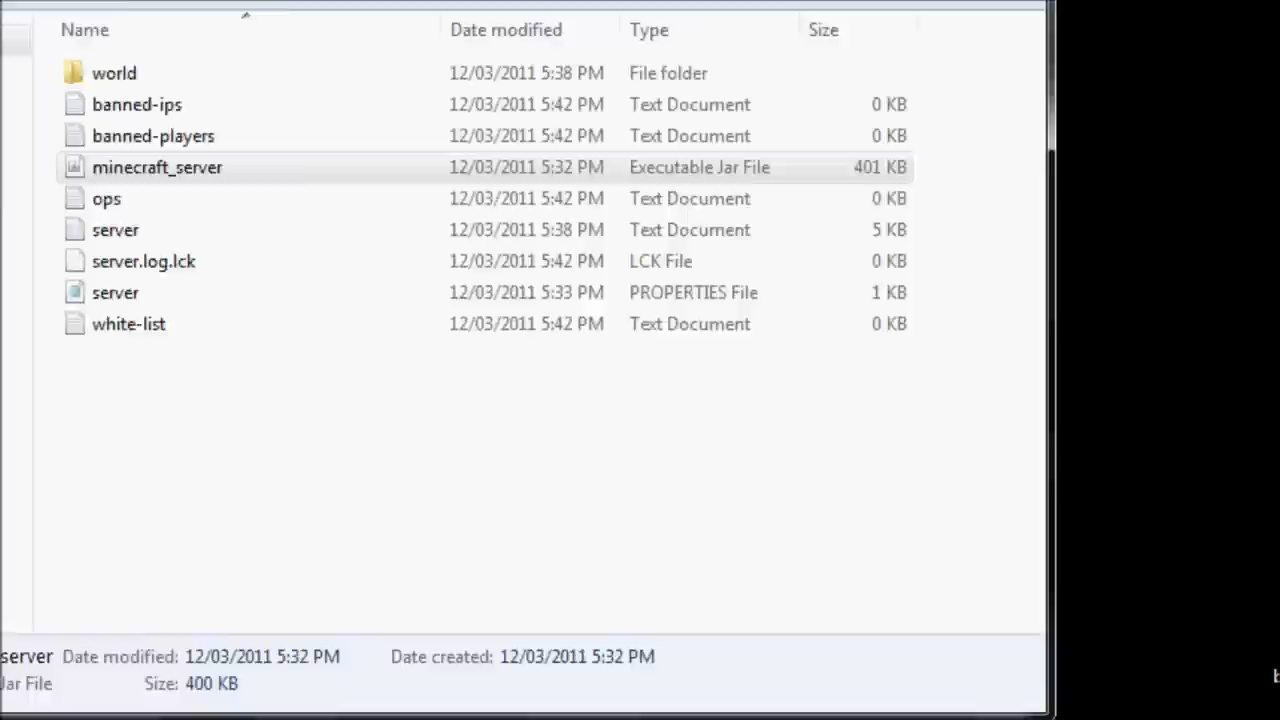 Name Date modified Type Size
world 12/03/2011 5:38 PM File folder
banned-ips 12/03/2011 5:42 PM Text Document 0 KB
banned-players 12/03/2011 5:42 PM Text Document 0 KB
minecraft_server 12/03/2011 5:32 PM Executable Jar File 401 KB
ops 12/03/2011 5:42 PM Text Document 0 KB
server 12/03/2011 5:38 PM Text Document 5 KB
server.log.lck 12/03/2011 5:42 PM LCK File 0 KB
server 12/03/2011 5:33 PM PROPERTIES File 1 KB
white-list 12/03/2011 5:42 PM Text Document 0 KB
server Date modified: 12/03/2011 5:32 PM Date created: 12/03/2011 5:32 PM
Jar File Size: 400 KB